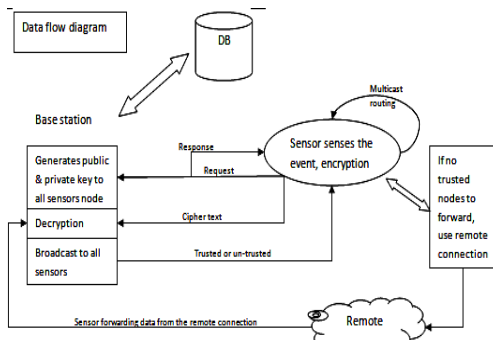 Data flow diagram
DB
Multicast
routing
Base station
Sensor senses the
event, encryption
Response
Request
Generates public
& private key to
all sensors node
If no
trusted
nodes to
forward,
use remote
connection
Cipher text
Decryption
Broadcast to all
sensors
Trusted or un-trusted
Sensor forwarding data from the remote connection
Remote